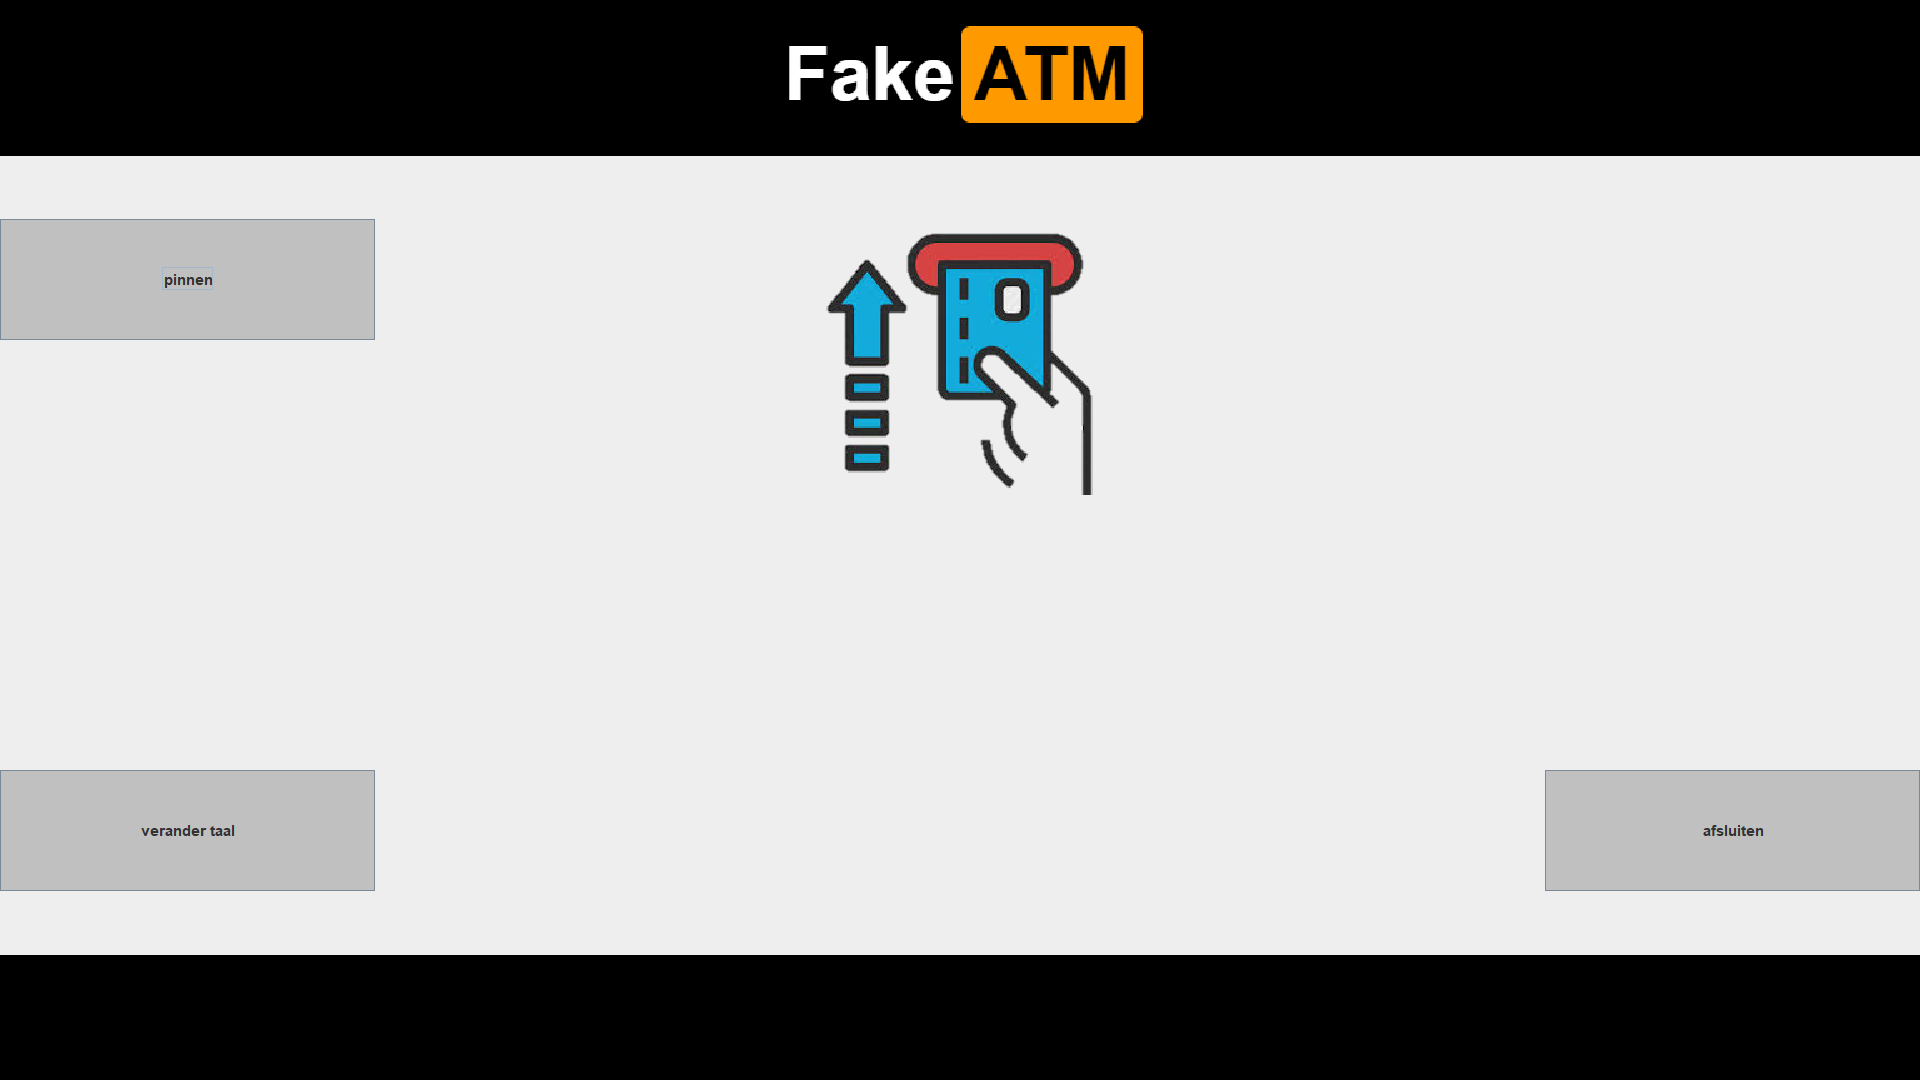 Fake ATM
pinnen
verander taal
afsluiten